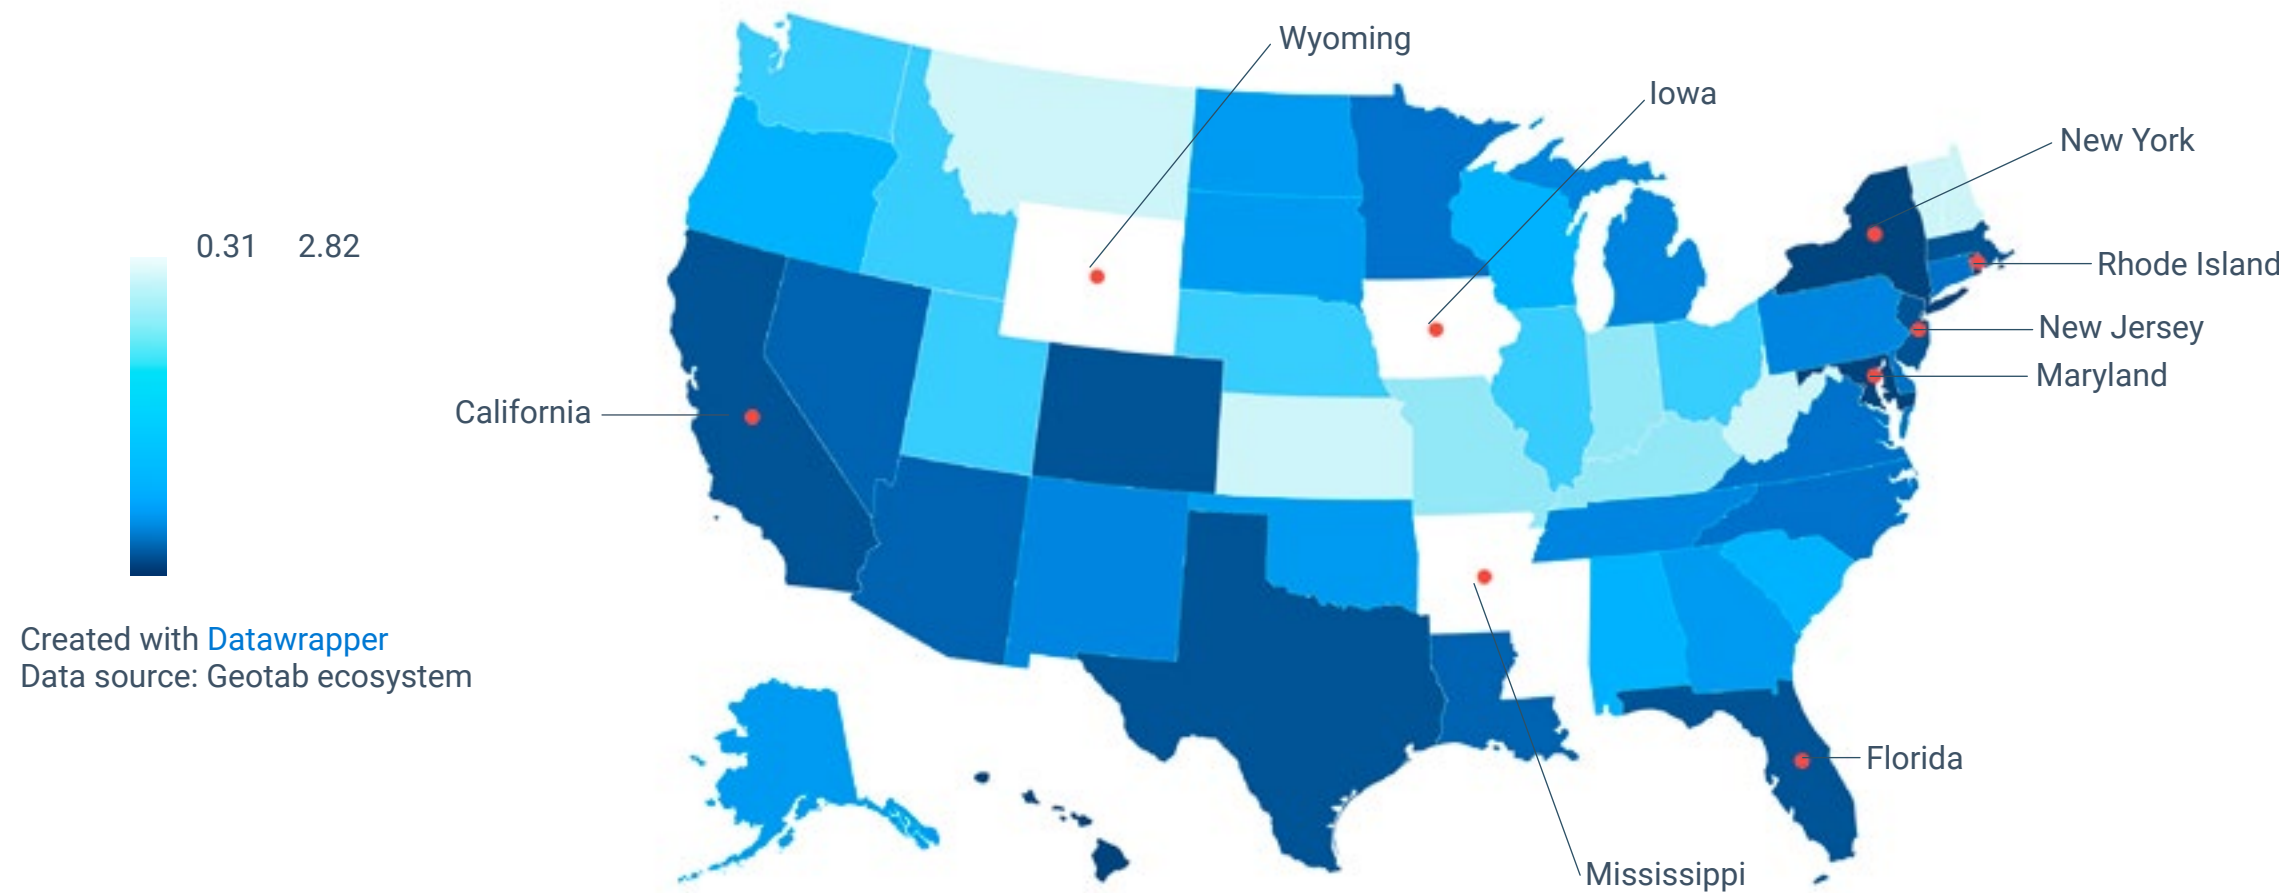 Wyoming
Iowa
New York
0.31 2.82
Rhode Island
New Jersey
Maryland
California
Created with Datawrapper
Data source: Geotab ecosystem
Florida
Mississippi